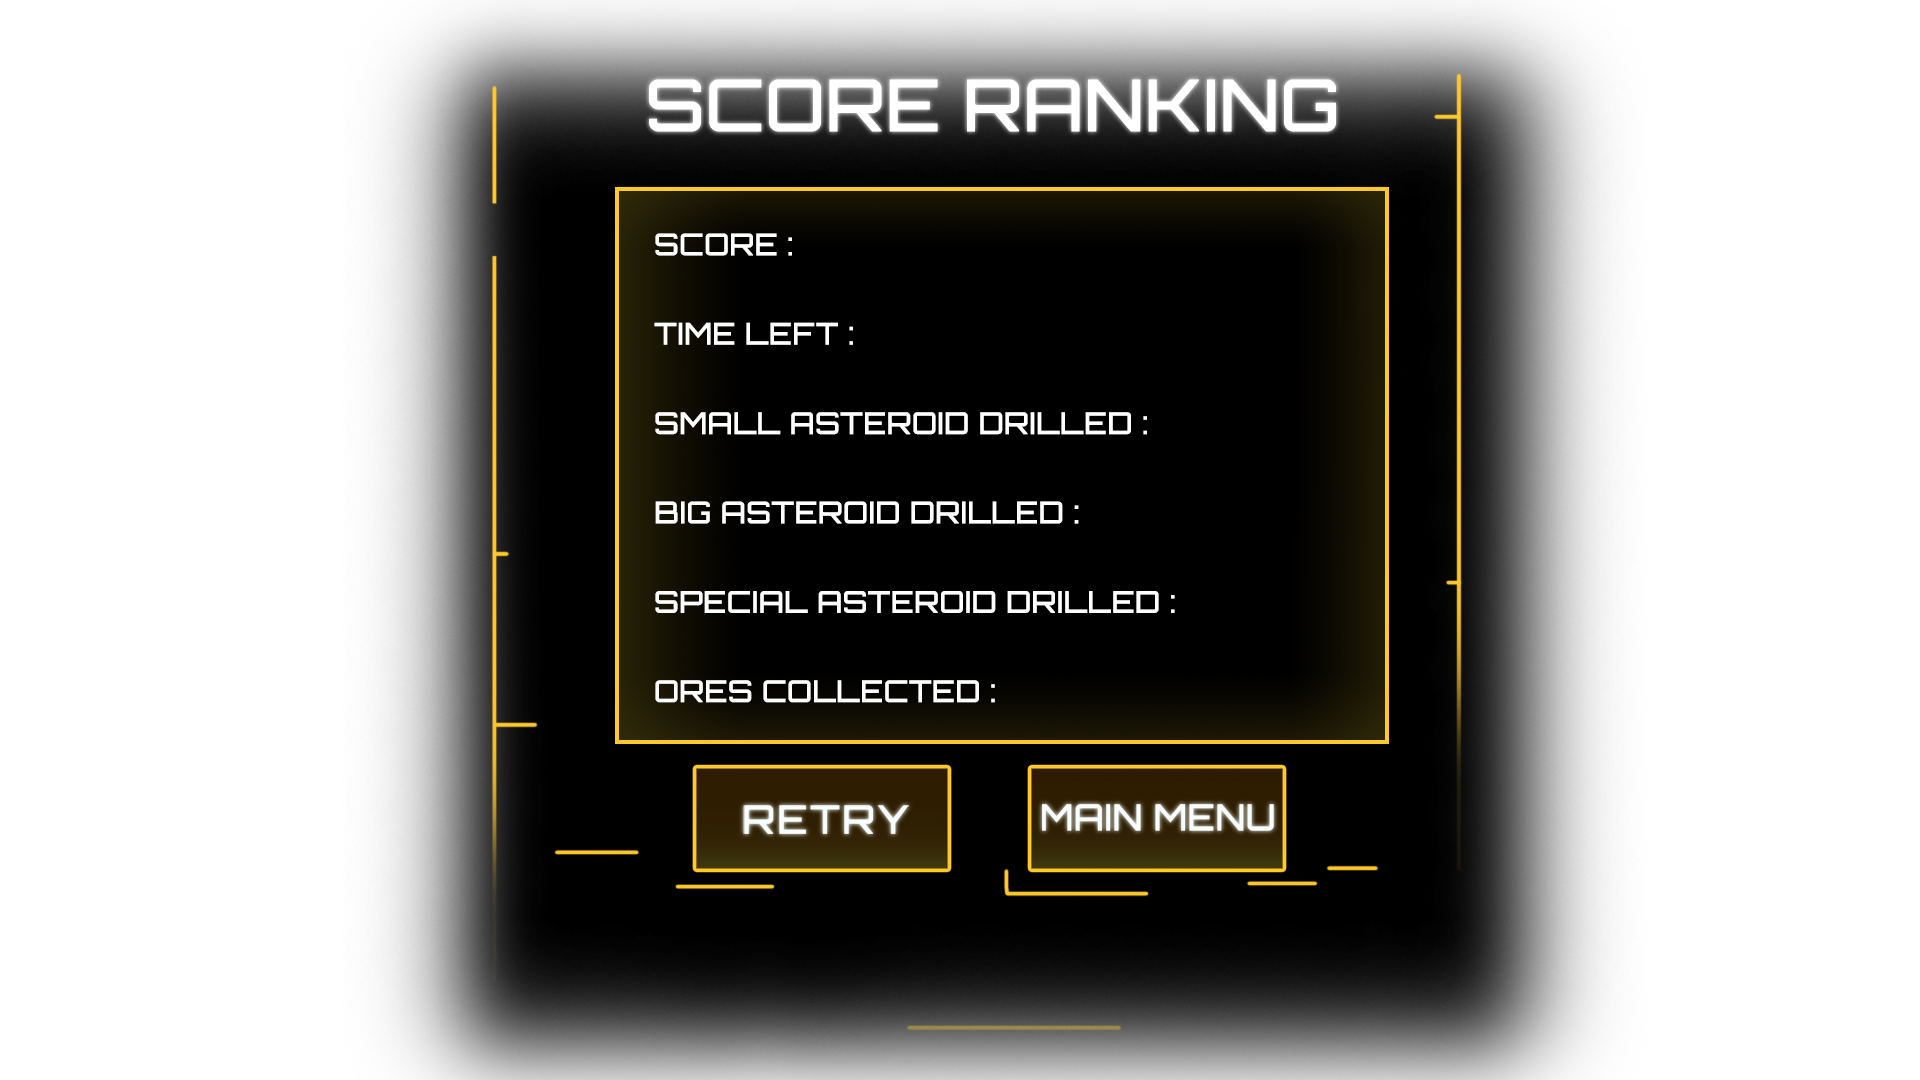 SCORE RANKING
SCORE :
TIME LEFT :
SMALL ASTEROID DRILLED :
BIG ASTEROID DRILLED :
SPECIAL ASTEROID DRILLED :
ORES COLLECTED :
RETRY
MAIN MENU